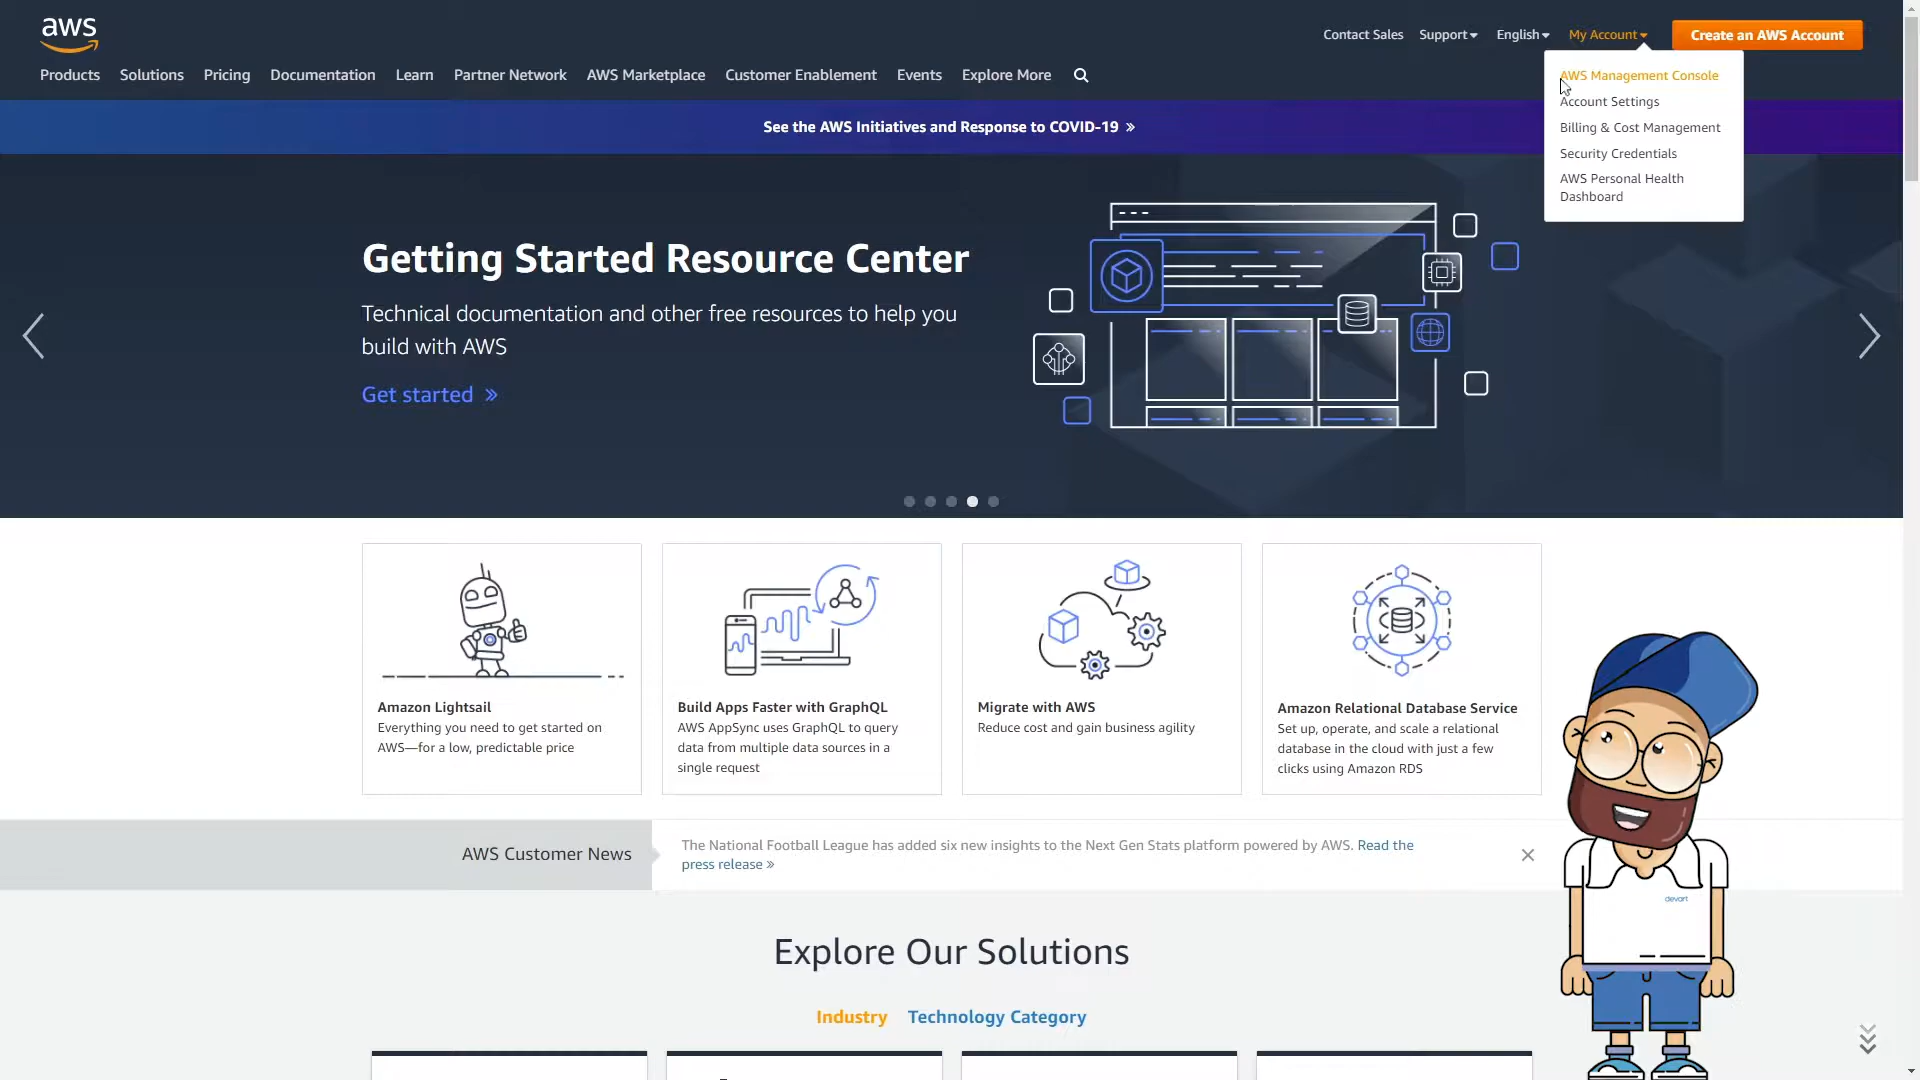 aws
Contact Sales
Support
English
My Account
Create an AWS Account
Products
Solutions
Pricing
Documentation
Learn
Partner Network
AWS Marketplace
Customer Enablement
Events
Explore More
AWS Management Console
Account Settings
Billing & Cost Management
Security Credentials
AWS Personal Health
Dashboard
See the AWS Initiatives and Response to COVID-19 »
Getting Started Resource Center
Technical documentation and other free resources to help you
build with AWS
Get started »
Amazon Lightsail
Everything you need to get started on
AWS—for a low, predictable price
Build Apps Faster with GraphQL
AWS AppSync uses GraphQL to query
data from multiple data sources in a
single request
Migrate with AWS
Reduce cost and gain business agility
Amazon Relational Database Service
Set up, operate, and scale a relational
database in the cloud with just a few
clicks using Amazon RDS
AWS Customer News
The National Football League has added six new insights to the Next Gen Stats platform powered by AWS. Read the
press release »
devart
Explore Our Solutions
Industry
Technology Category